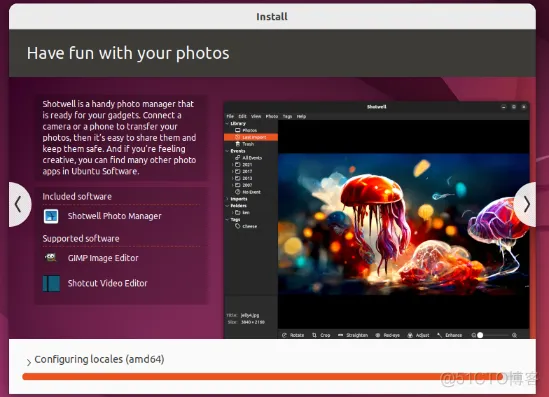 Install
Have fun with your photos
Shotwell is a handy photo manager that
is ready for your gadgets. Connect a
camera or a phone to transfer your
photos, then it's easy to share them and
keep them safe. And if you're feeling
creative, you can find many other photo
apps in Ubuntu Software.
Included software
Shotwell Photo Manager
Supported software
GIMP Image Editor
Shotcut Video Editor
Shotwell
File Edit View Photo Tags Help
Library
Photos
Last Import
Trash
Events
All Events
2021
2017
2013
2007
No Event
Imports
Folders
Tags
Cheese
Title: Jelly4.jpg
Rotate Crop Straighten Red-eye Adjust Enhance
Configuring locales (amd64)
@51CTO博客